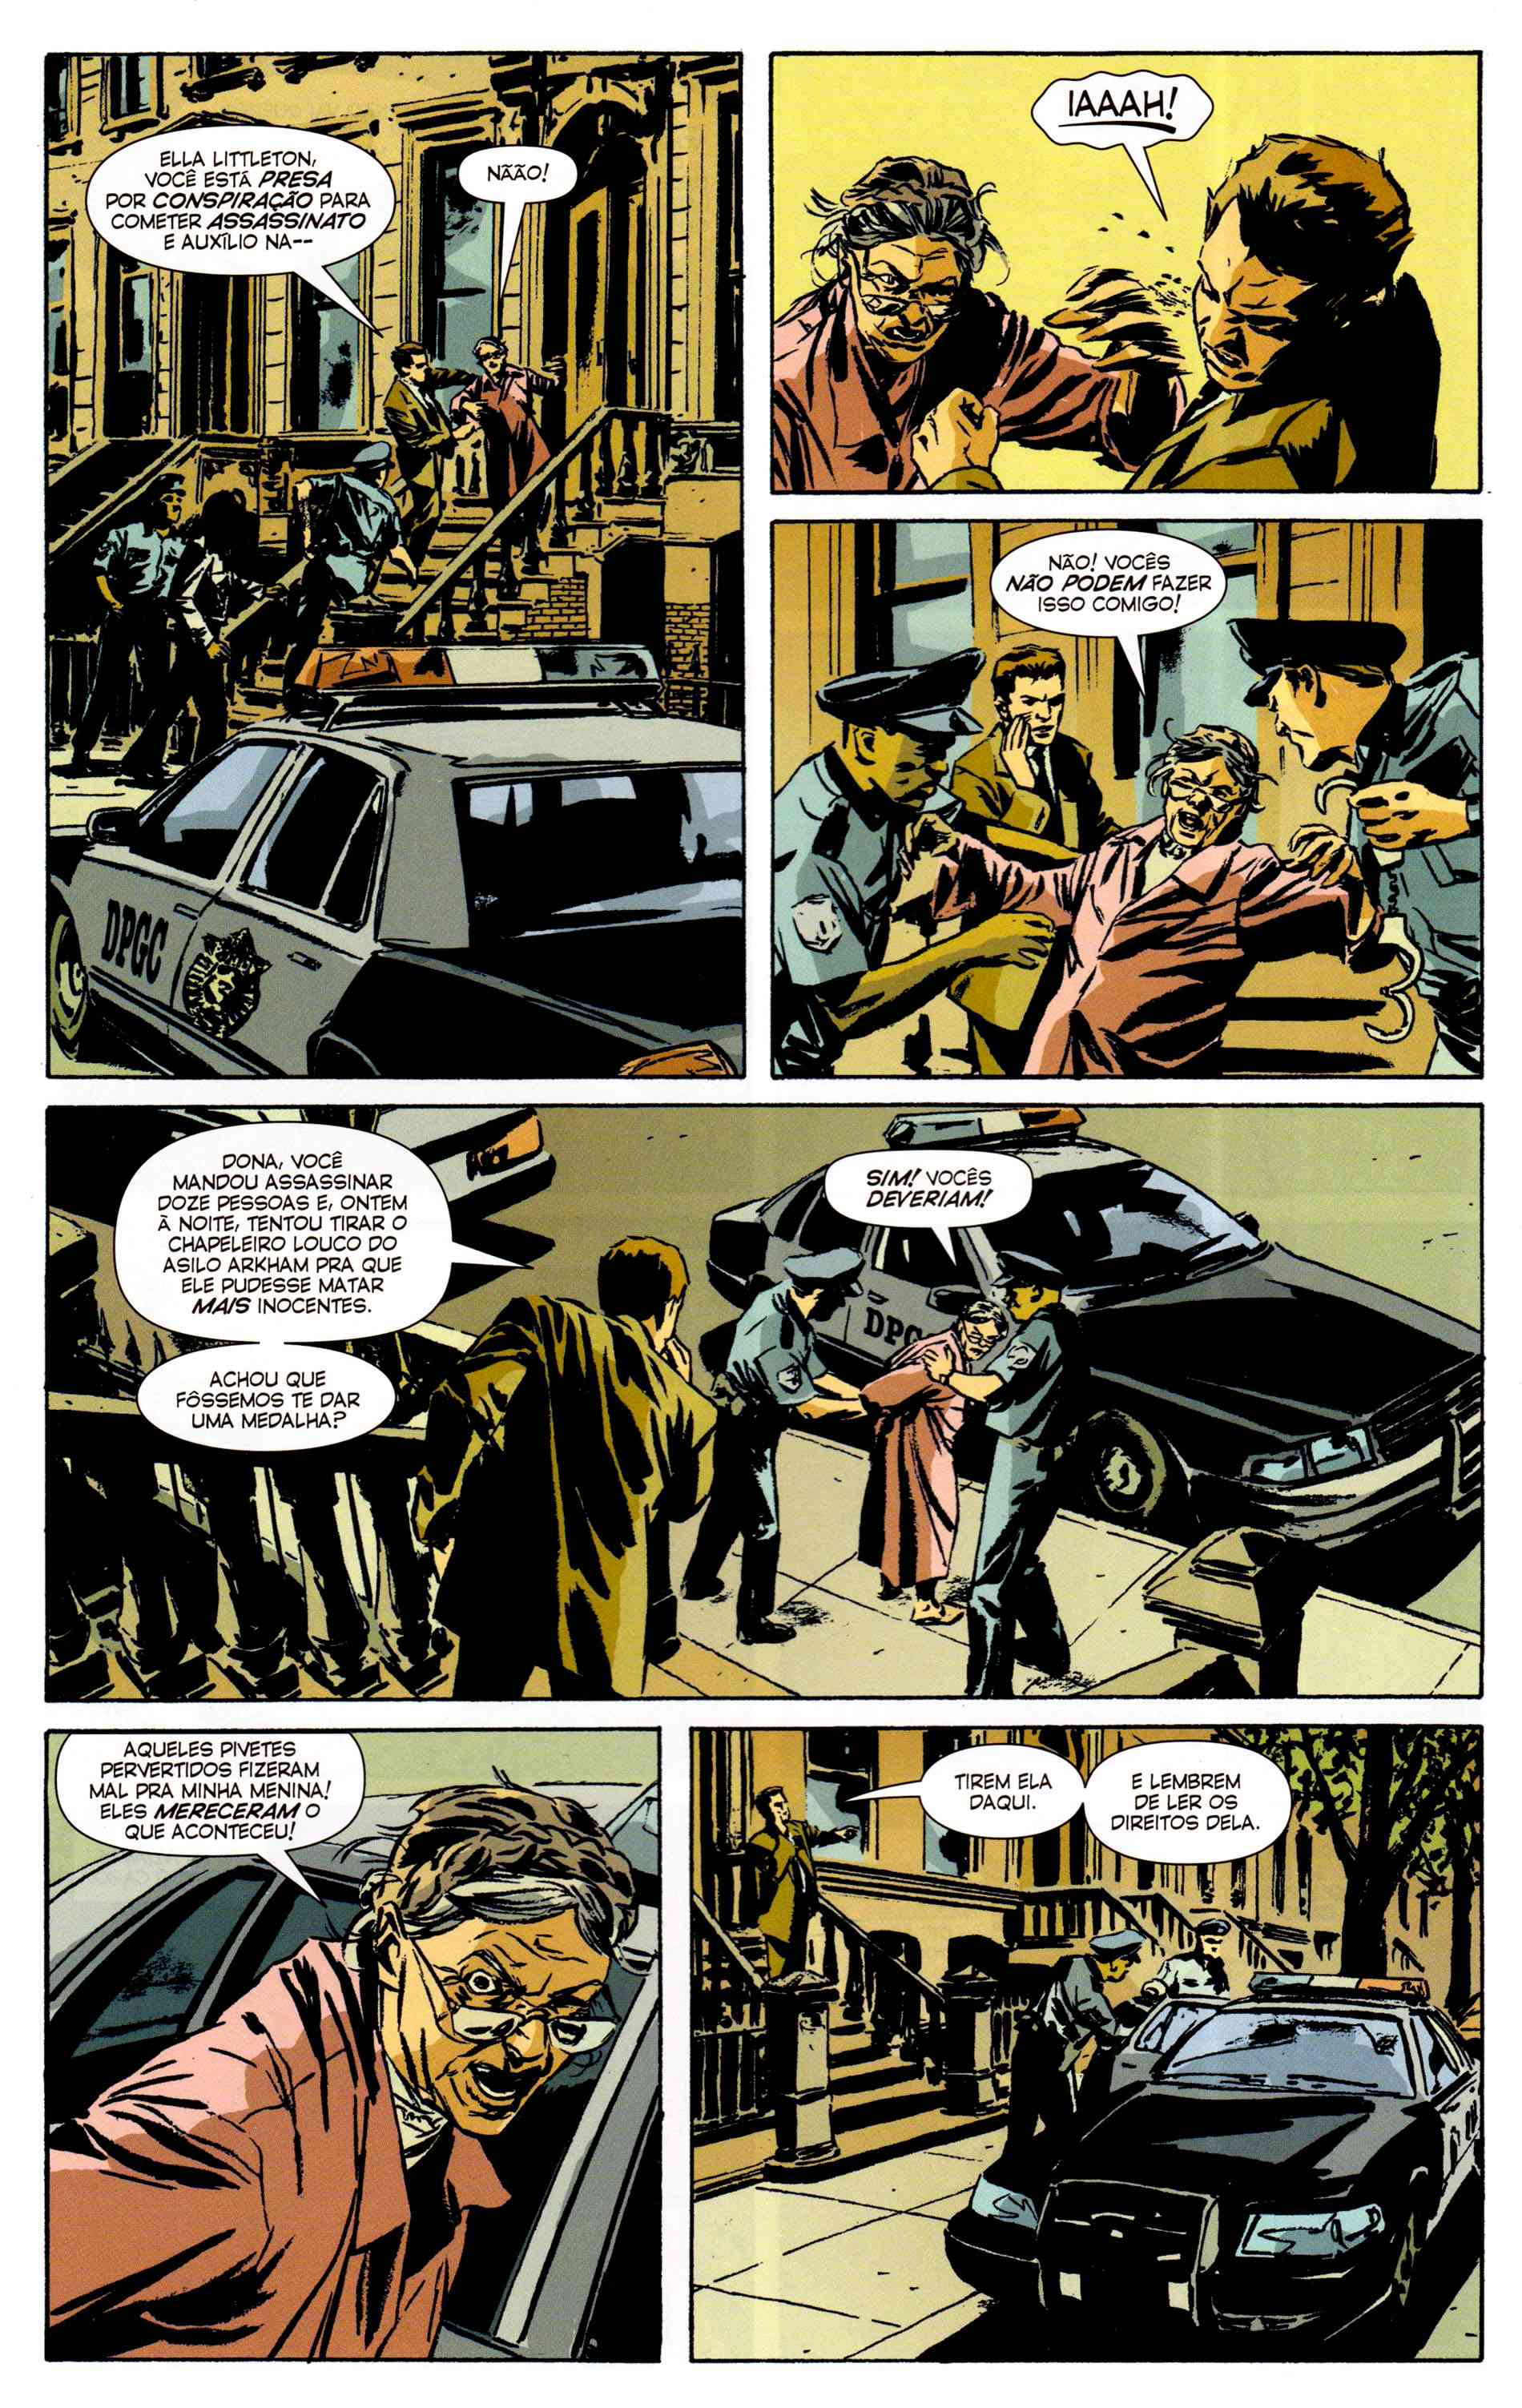 ELLA LITTLETON,
VOCÊ ESTÁ PRESA
POR CONSPIRAÇÃO PARA
COMETER ASSASSINATO
E AUXÍLIO NA--
NÃÃO!
DPGC
IAAAH!
NÃO! VOCÊS
NÃO PODEM FAZER
ISSO COMIGO!
DONA, VOCÊ
MANDOU ASSASSINAR
DOZE PESSOAS E, ONTEM
À NOITE, TENTOU TIRAR O
CHAPELEIRO LOUCO DO
ASILO ARKHAM PRA QUE
ELE PUDESSE MATAR
MAIS INOCENTES.
ACHOU QUE
FÔSSEMOS TE DAR
UMA MEDALHA?
SIM! VOCÊS
DEVERIAM!
DPG
AQUELES PIVETES
PERVERTIDOS FIZERAM
MAL PRA MINHA MENINA!
ELES MERECERAM O
QUE ACONTECEU!
TIREM ELA
DAQUI.
E LEMBREM
DE LER OS
DIREITOS DELA.